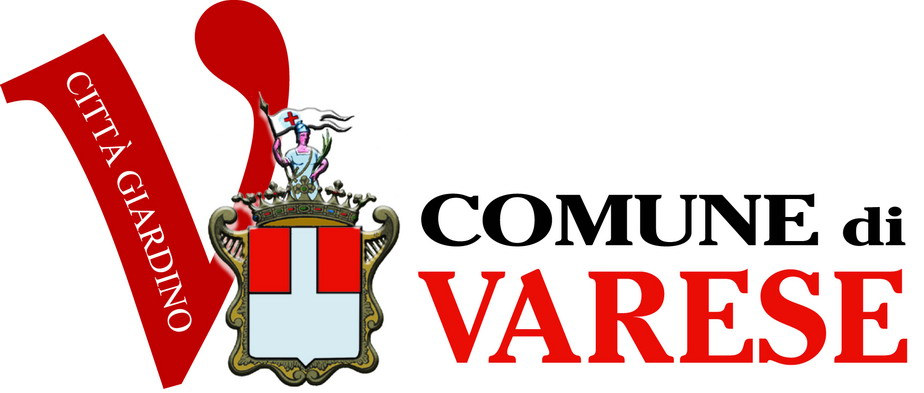 CITTÀ GIARDINO
COMUNE di
VARESE